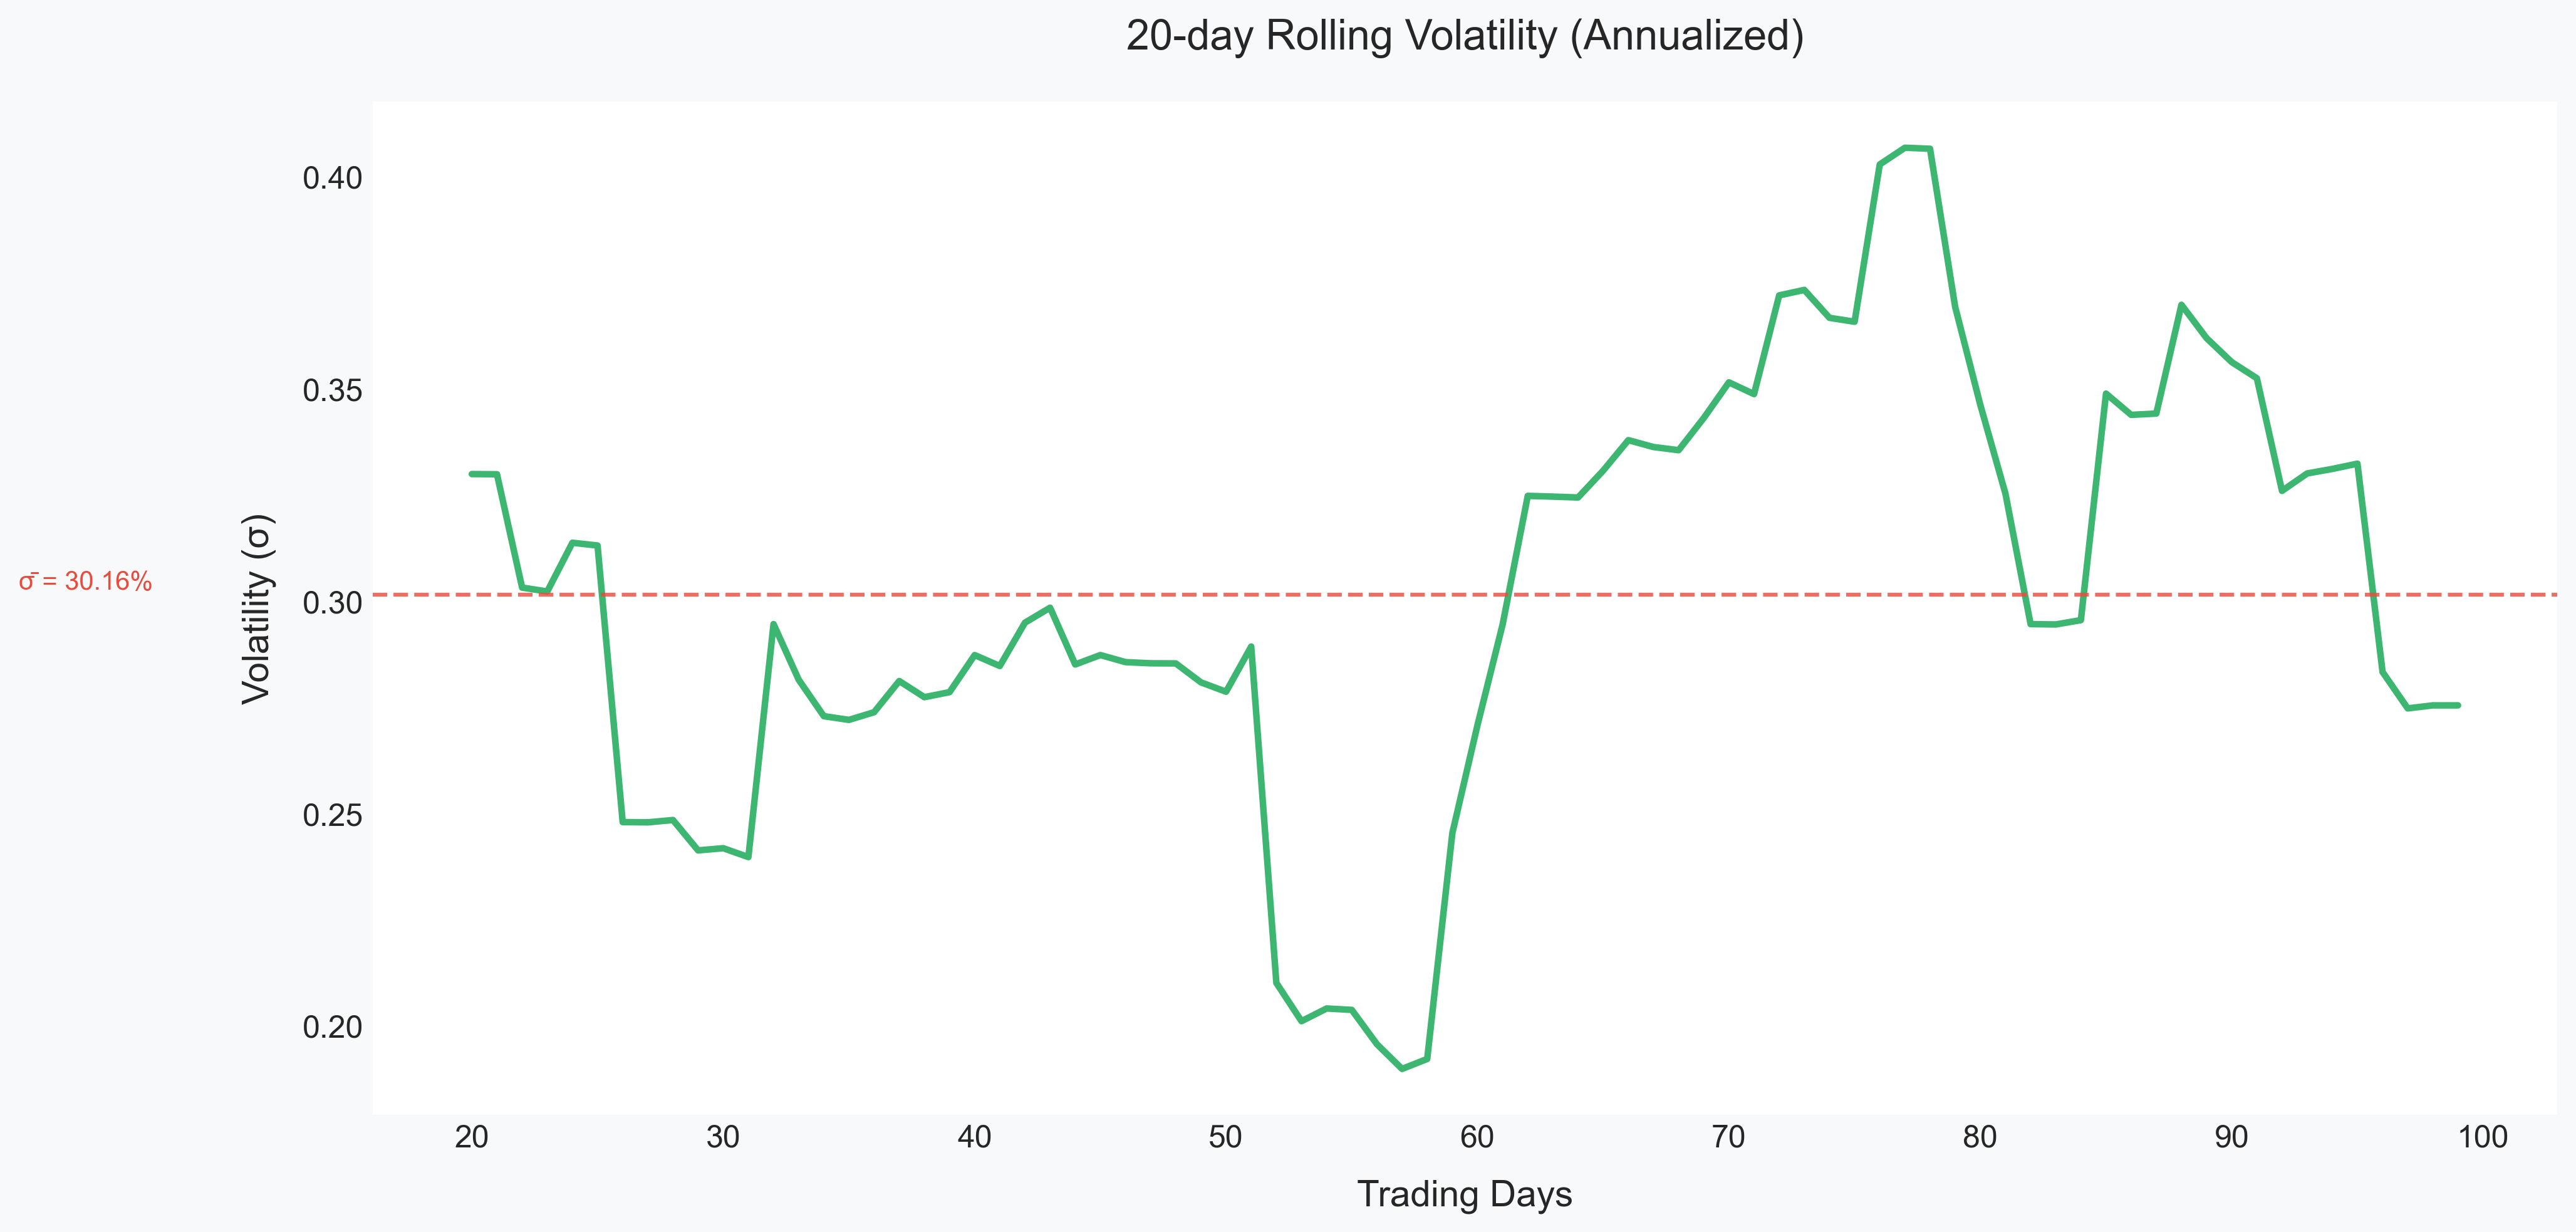 20-day Rolling Volatility (Annualized)
0.40
0.35
0.30
0.25
0.20
Volatility (σ)
σ̄ = 30.16%
20 30 40 50 60 70 80 90 100
Trading Days